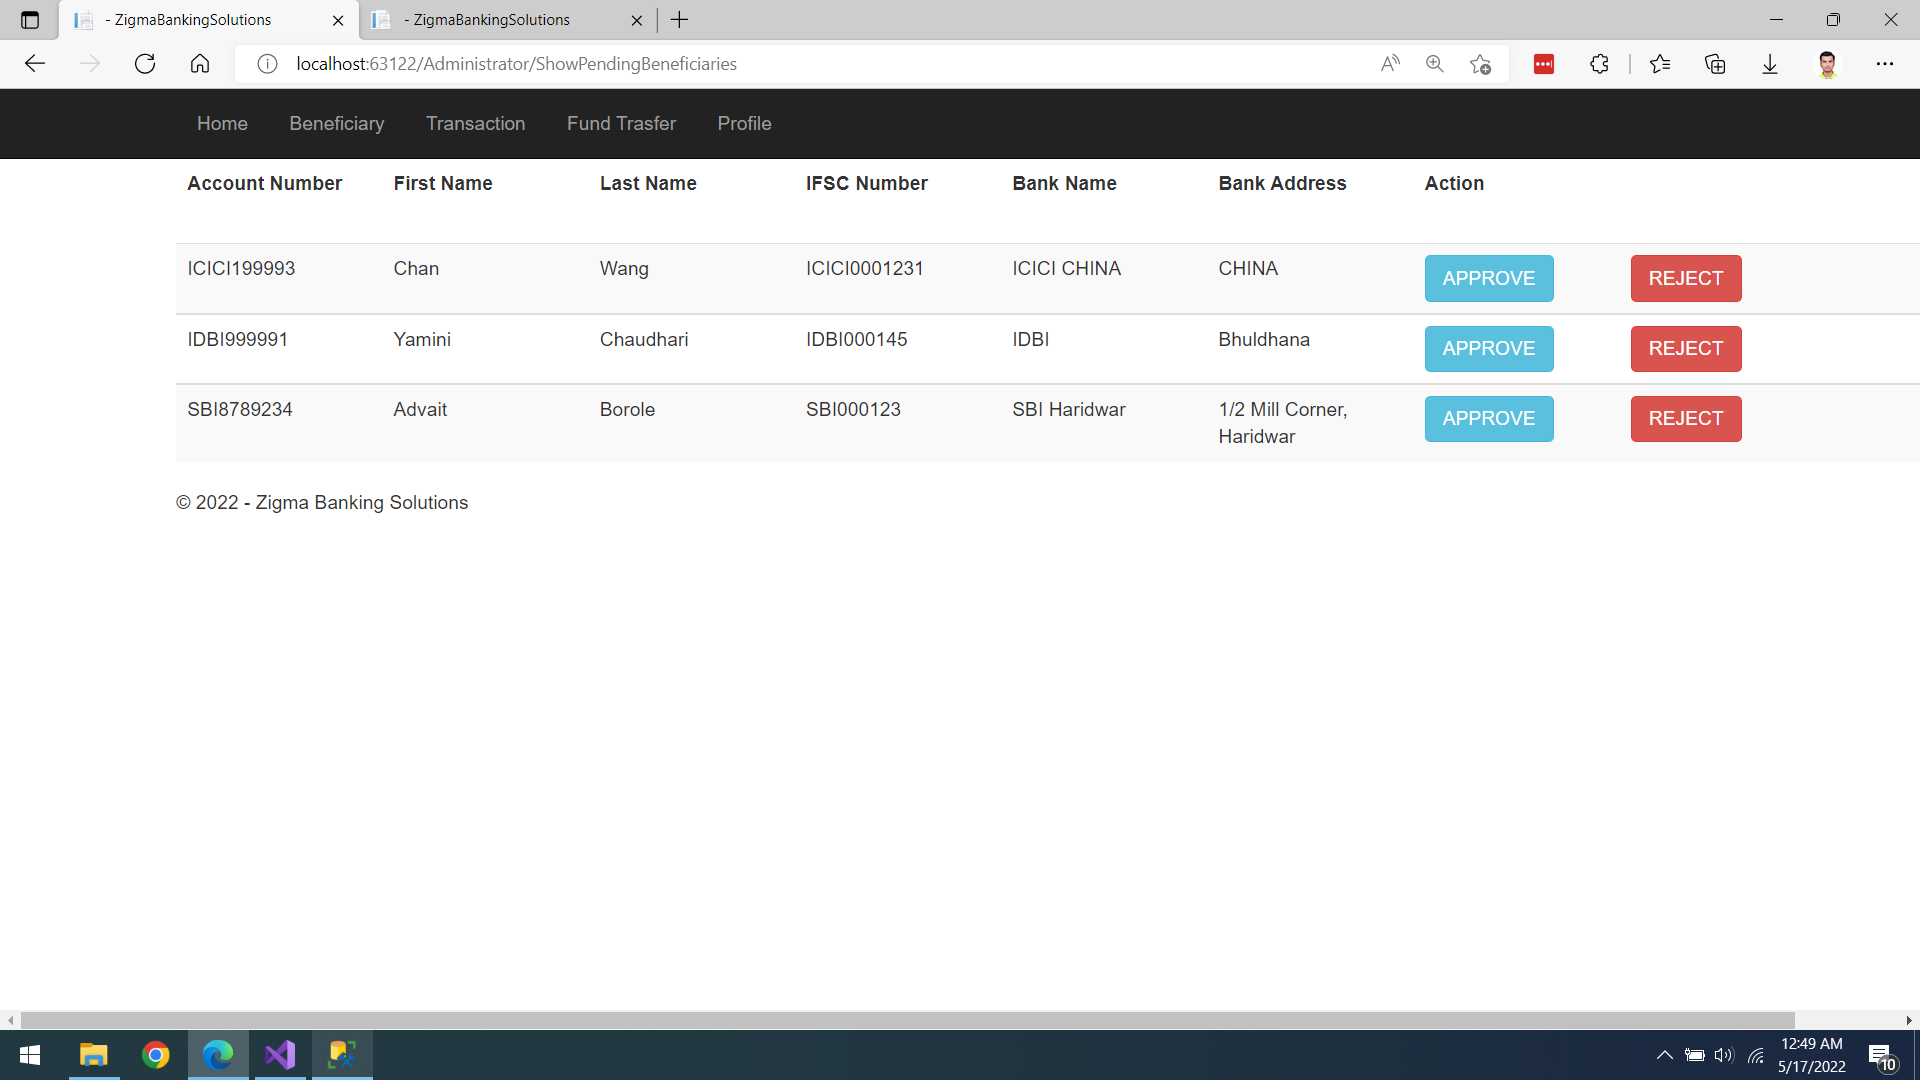 - ZigmaBankingSolutions
- ZigmaBankingSolutions
localhost:63122/Administrator/ShowPendingBeneficiaries
Home Beneficiary Transaction Fund Trasfer Profile
Account Number First Name Last Name IFSC Number Bank Name Bank Address Action
ICICI199993 Chan Wang ICICI0001231 ICICI CHINA CHINA APPROVE REJECT
IDBI999991 Yamini Chaudhari IDBI000145 IDBI Bhuldhana APPROVE REJECT
SBI8789234 Advait Borole SBI000123 SBI Haridwar 1/2 Mill Corner, APPROVE REJECT
Haridwar
© 2022 - Zigma Banking Solutions
12:49 AM
5/17/2022
10